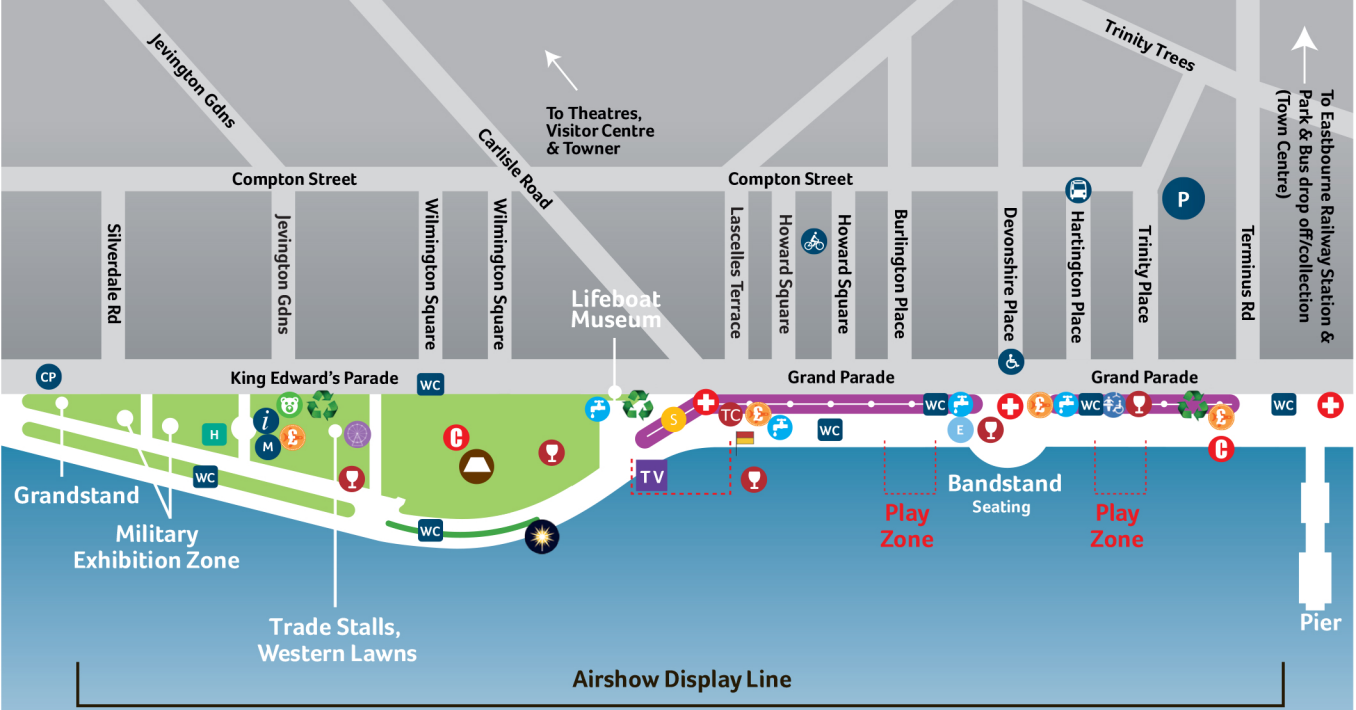 Jevington Gdns
Carlisle Road
To Theatres,
Visitor Centre
& Towner
Trinity Trees
To Eastbourne Railway Station &
Park & Bus drop off/collection
(Town Centre)
Compton Street
Compton Street
P
Silverdale Rd
Jevington Gdns
Wilmington Square
Wilmington Square
Lascelles Terrace
Howard Square
Howard Square
Burlington Place
Devonshire Place
Hartington Place
Trinity Place
Terminus Rd
Lifeboat
Museum
CP
King Edward's Parade
WC
Grand Parade
Grand Parade
H
i
M
£
C
WC
WC
S
TC
£
WC
WC
E
£
WC
£
C
WC
TV
Grandstand
Military
Exhibition Zone
Trade Stalls,
Western Lawns
Play
Zone
Bandstand
Seating
Play
Zone
Pier
Airshow Display Line